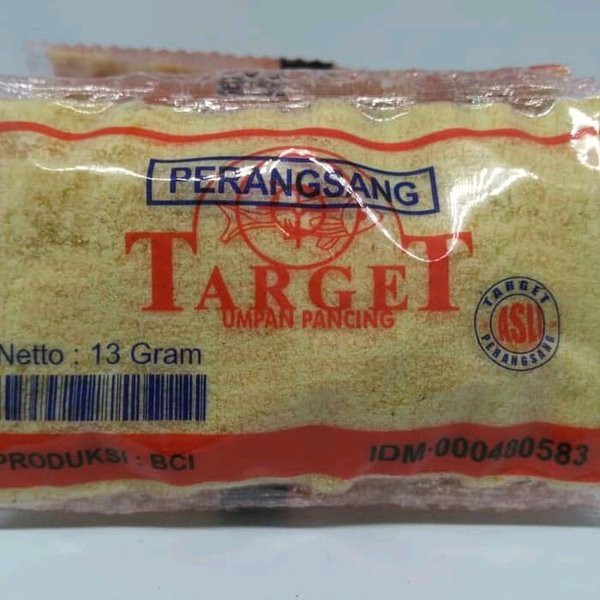 PERANGSANG
TARGET
UMPAN PANCING
TARGET
ASLI
PERANGSANG
Netto : 13 Gram
PRODUKSI : BCI
IDM·000480583